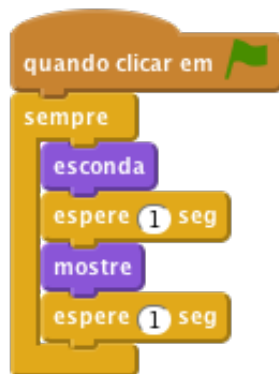 quando clicar em
sempre
esconda
espere 1 seg
mostre
espere 1 seg